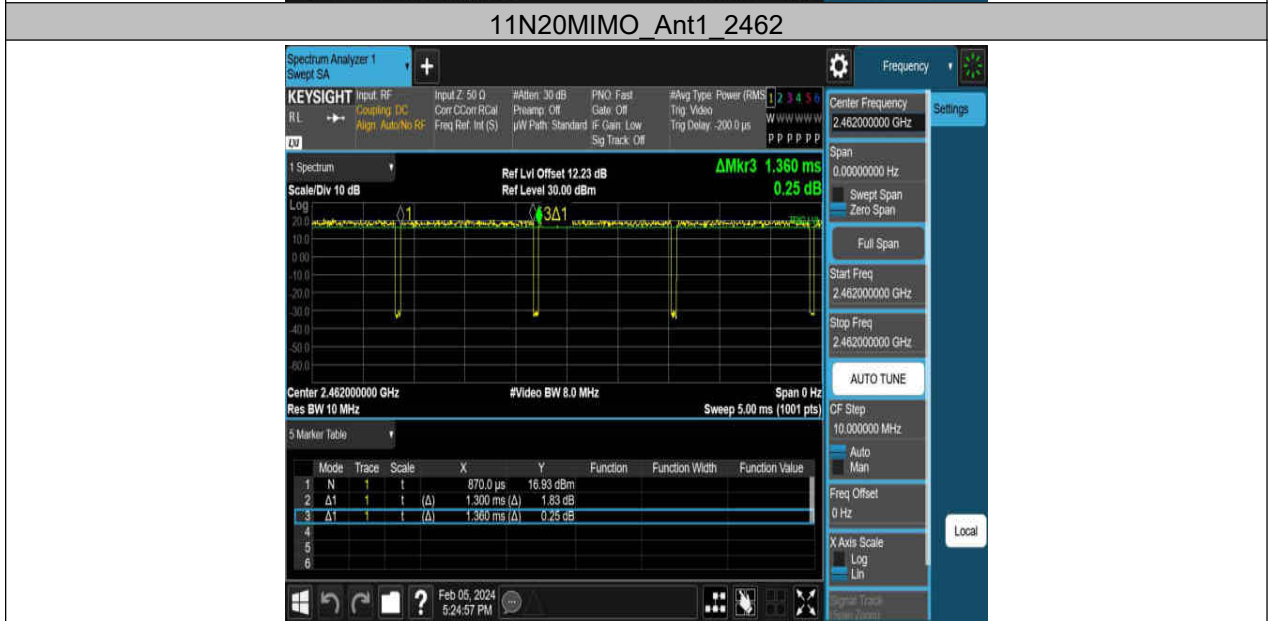 11N20MIMO_Ant1_2462
Spectrum Analyzer 1
Swept SA
Frequency
KEYSIGHT
RL
Input: RF
Coupling: DC
Align: Auto/No RF
Input Z: 50 Ω
Corr CCorr RCal
Freq Ref: Int (S)
#Atten: 30 dB
Preamp: Off
µW Path: Standard
PNO: Fast
Gate: Off
IF Gain: Low
Sig Track: Off
#Avg Type: Power (RMS
Trig: Video
Trig Delay: -200.0 µs
1 2 3 4 5 6
W W W W W W
P P P P P P
1 Spectrum
Scale/Div 10 dB
Ref Lvl Offset 12.23 dB
Ref Level 30.00 dBm
ΔMkr3 1.360 ms
0.25 dB
Log
20.0
10.0
0.00
-10.0
-20.0
-30.0
-40.0
-50.0
-60.0
1
3Δ1
Center 2.462000000 GHz
Res BW 10 MHz
#Video BW 8.0 MHz
Span 0 Hz
Sweep 5.00 ms (1001 pts)
5 Marker Table
Mode Trace Scale X Y Function Function Width Function Value
1 N 1 t 870.0 µs 16.93 dBm
2 Δ1 1 t (Δ) 1.300 ms (Δ) 1.83 dB
3 Δ1 1 t (Δ) 1.360 ms (Δ) 0.25 dB
4
5
6
Feb 05, 2024
5:24:57 PM
Center Frequency
2.462000000 GHz
Settings
Span
0.00000000 Hz
Swept Span
Zero Span
Full Span
Start Freq
2.462000000 GHz
Stop Freq
2.462000000 GHz
AUTO TUNE
CF Step
10.000000 MHz
Auto
Man
Freq Offset
0 Hz
X Axis Scale
Log
Lin
Local
Signal Track
(Span Zoom)